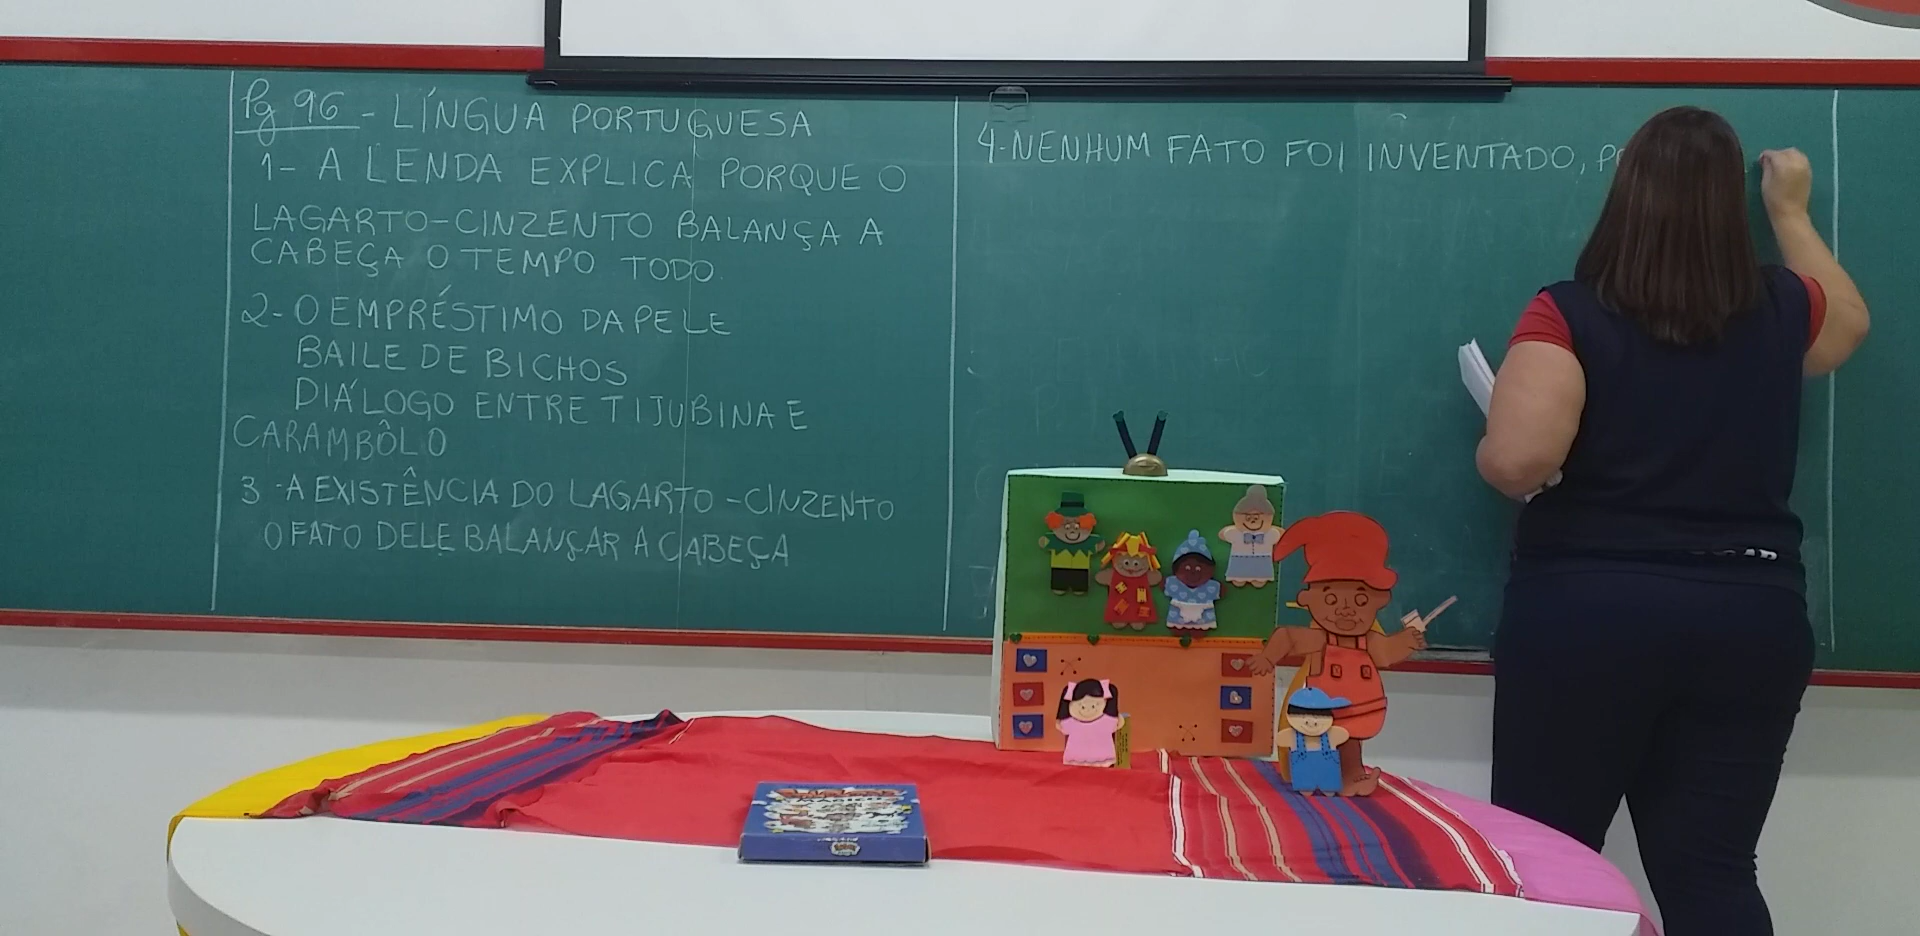 Pg 96 - LÍNGUA PORTUGUESA
1- A LENDA EXPLICA PORQUE O
LAGARTO-CINZENTO BALANÇA A
CABEÇA O TEMPO TODO.
2- O EMPRÉSTIMO DA PELE
BAILE DE BICHOS
DIÁLOGO ENTRE TIJUBINA E
CARAMBÔLO
3-A EXISTÊNCIA DO LAGARTO-CINZENTO
O FATO DELE BALANÇAR A CABEÇA
4-NENHUM FATO FOI INVENTADO,